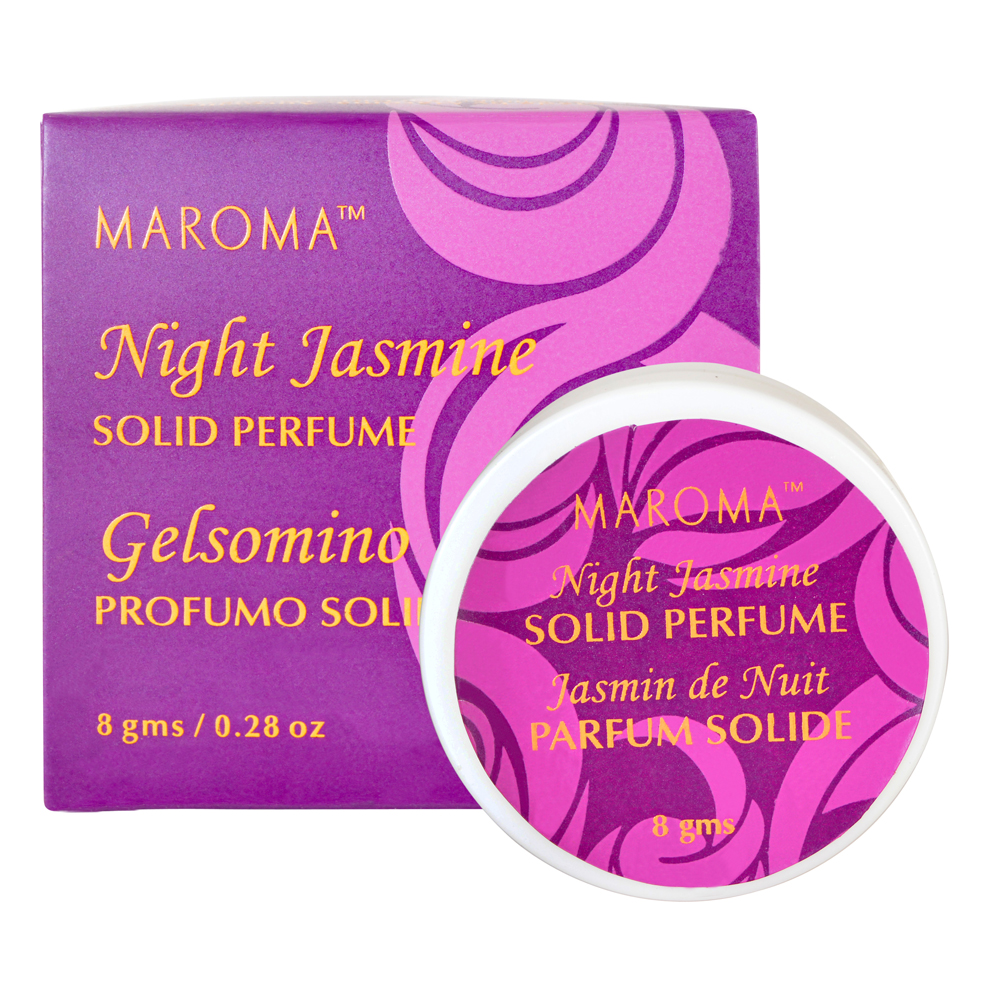 MAROMA™
Night Jasmine
SOLID PERFUME
Gelsomino
PROFUMO
8 gms / 0.28 oz
MAROMA™
Night Jasmine
SOLID PERFUME
Jasmin de Nuit
PARFUM SOLIDE
8 gms